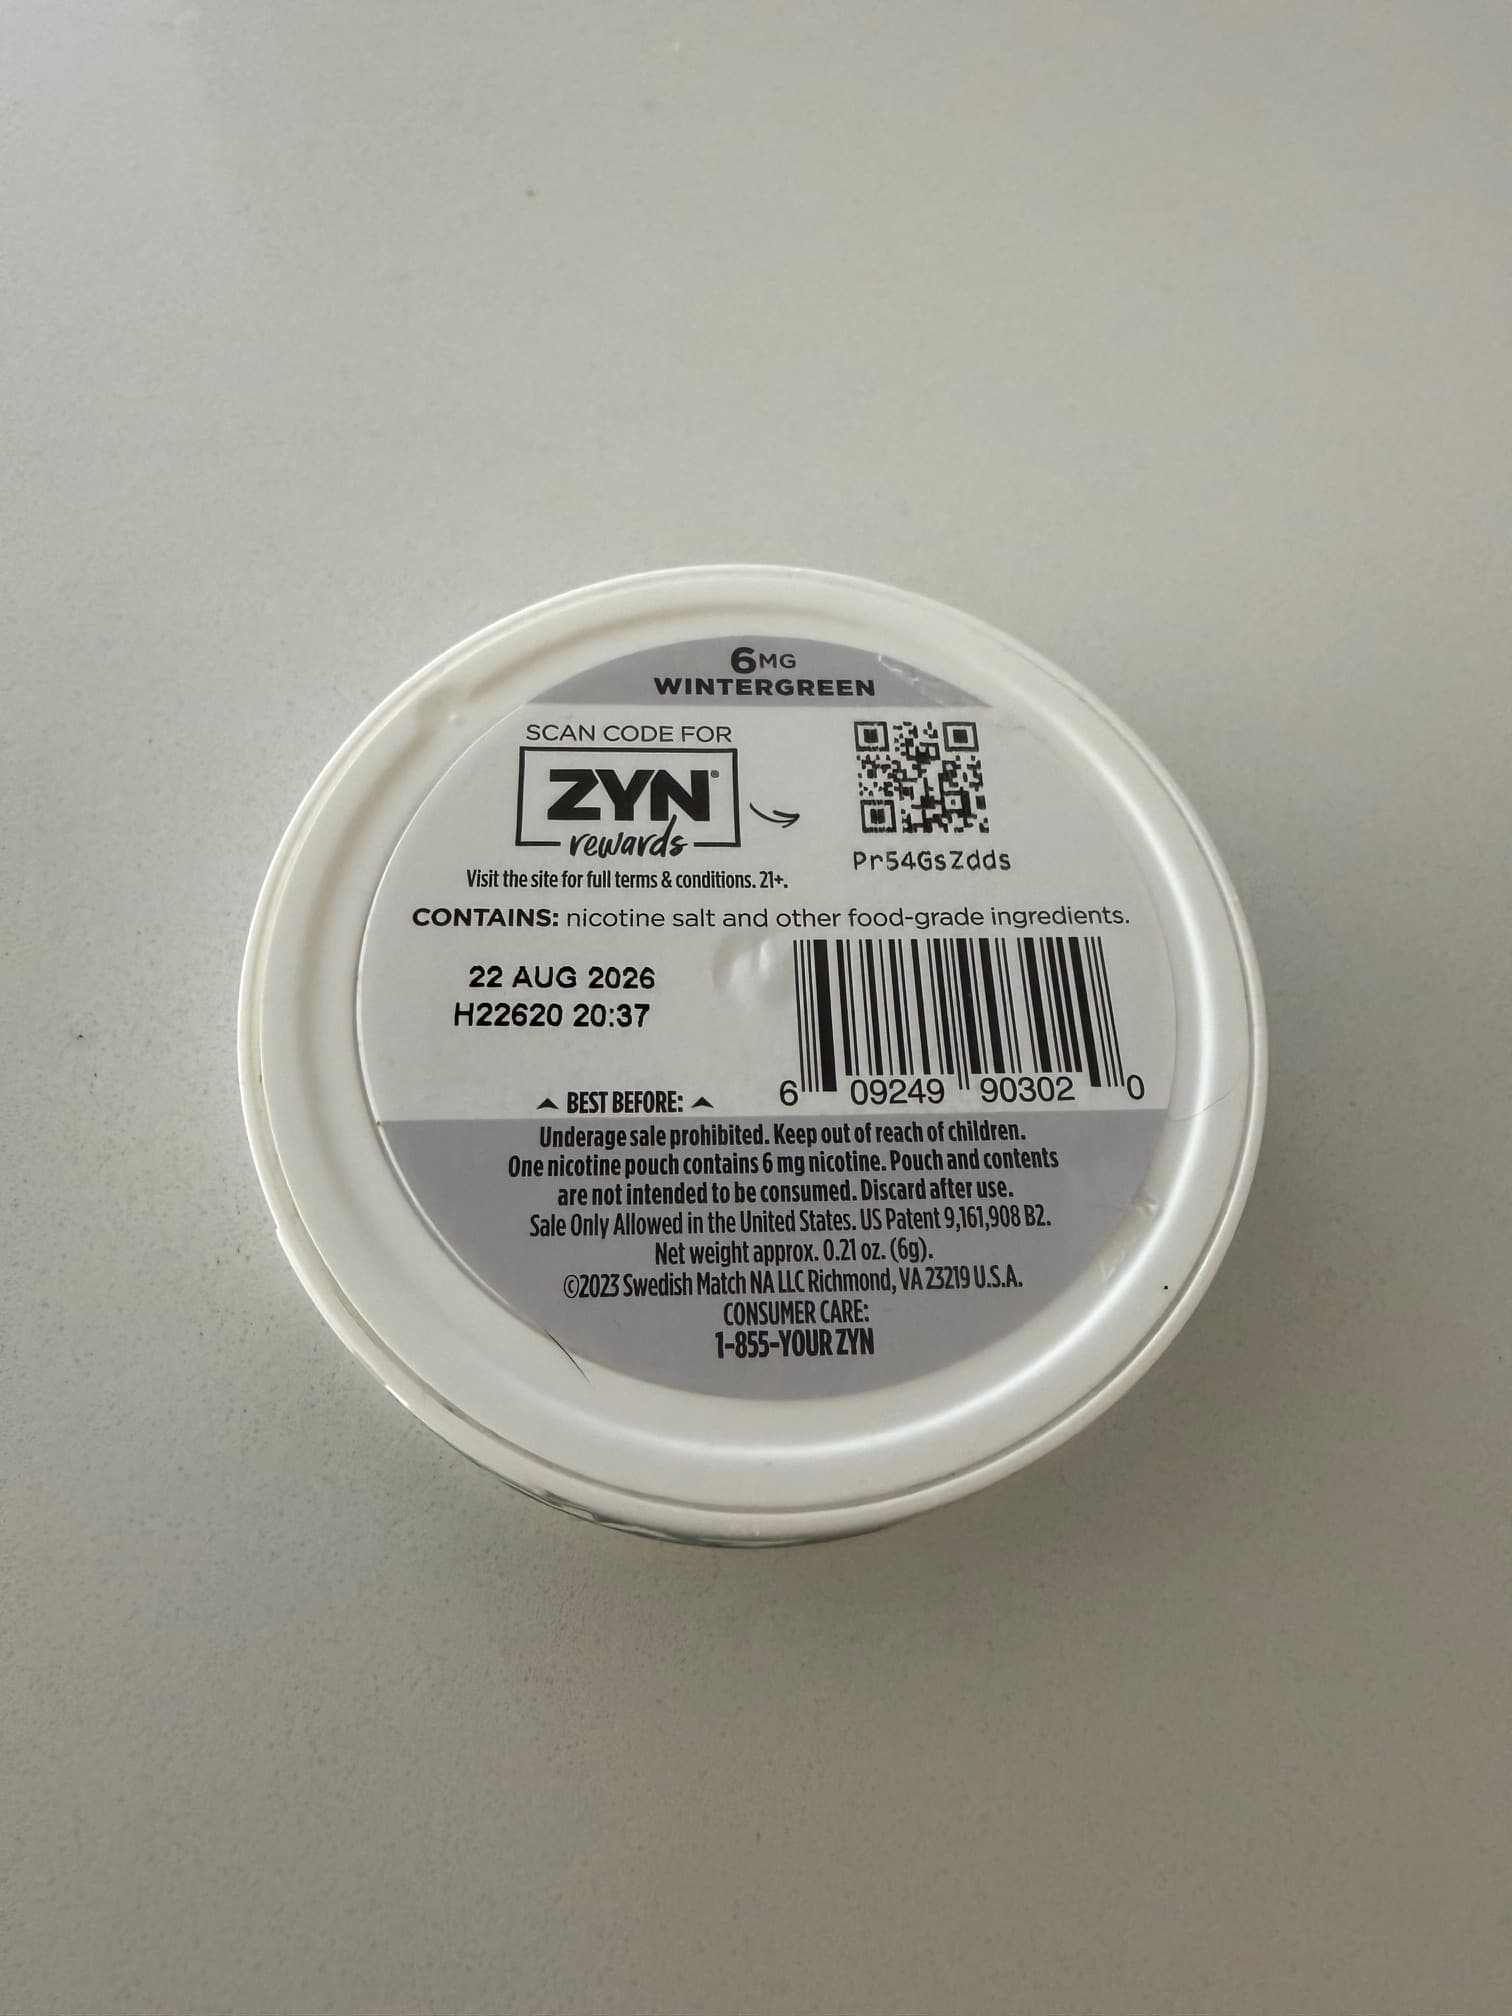 6MG
WINTERGREEN
SCAN CODE FOR
ZYN®
rewards
Pr54GsZdds
Visit the site for full terms & conditions. 21+.
CONTAINS: nicotine salt and other food-grade ingredients.
22 AUG 2026
H22620 20:37
BEST BEFORE:
6 09249 90302 0
Underage sale prohibited. Keep out of reach of children.
One nicotine pouch contains 6 mg nicotine. Pouch and contents
are not intended to be consumed. Discard after use.
Sale Only Allowed in the United States. US Patent 9,161,908 B2.
Net weight approx. 0.21 oz. (6g).
©2023 Swedish Match NA LLC Richmond, VA 23219 U.S.A.
CONSUMER CARE:
1-855-YOUR ZYN